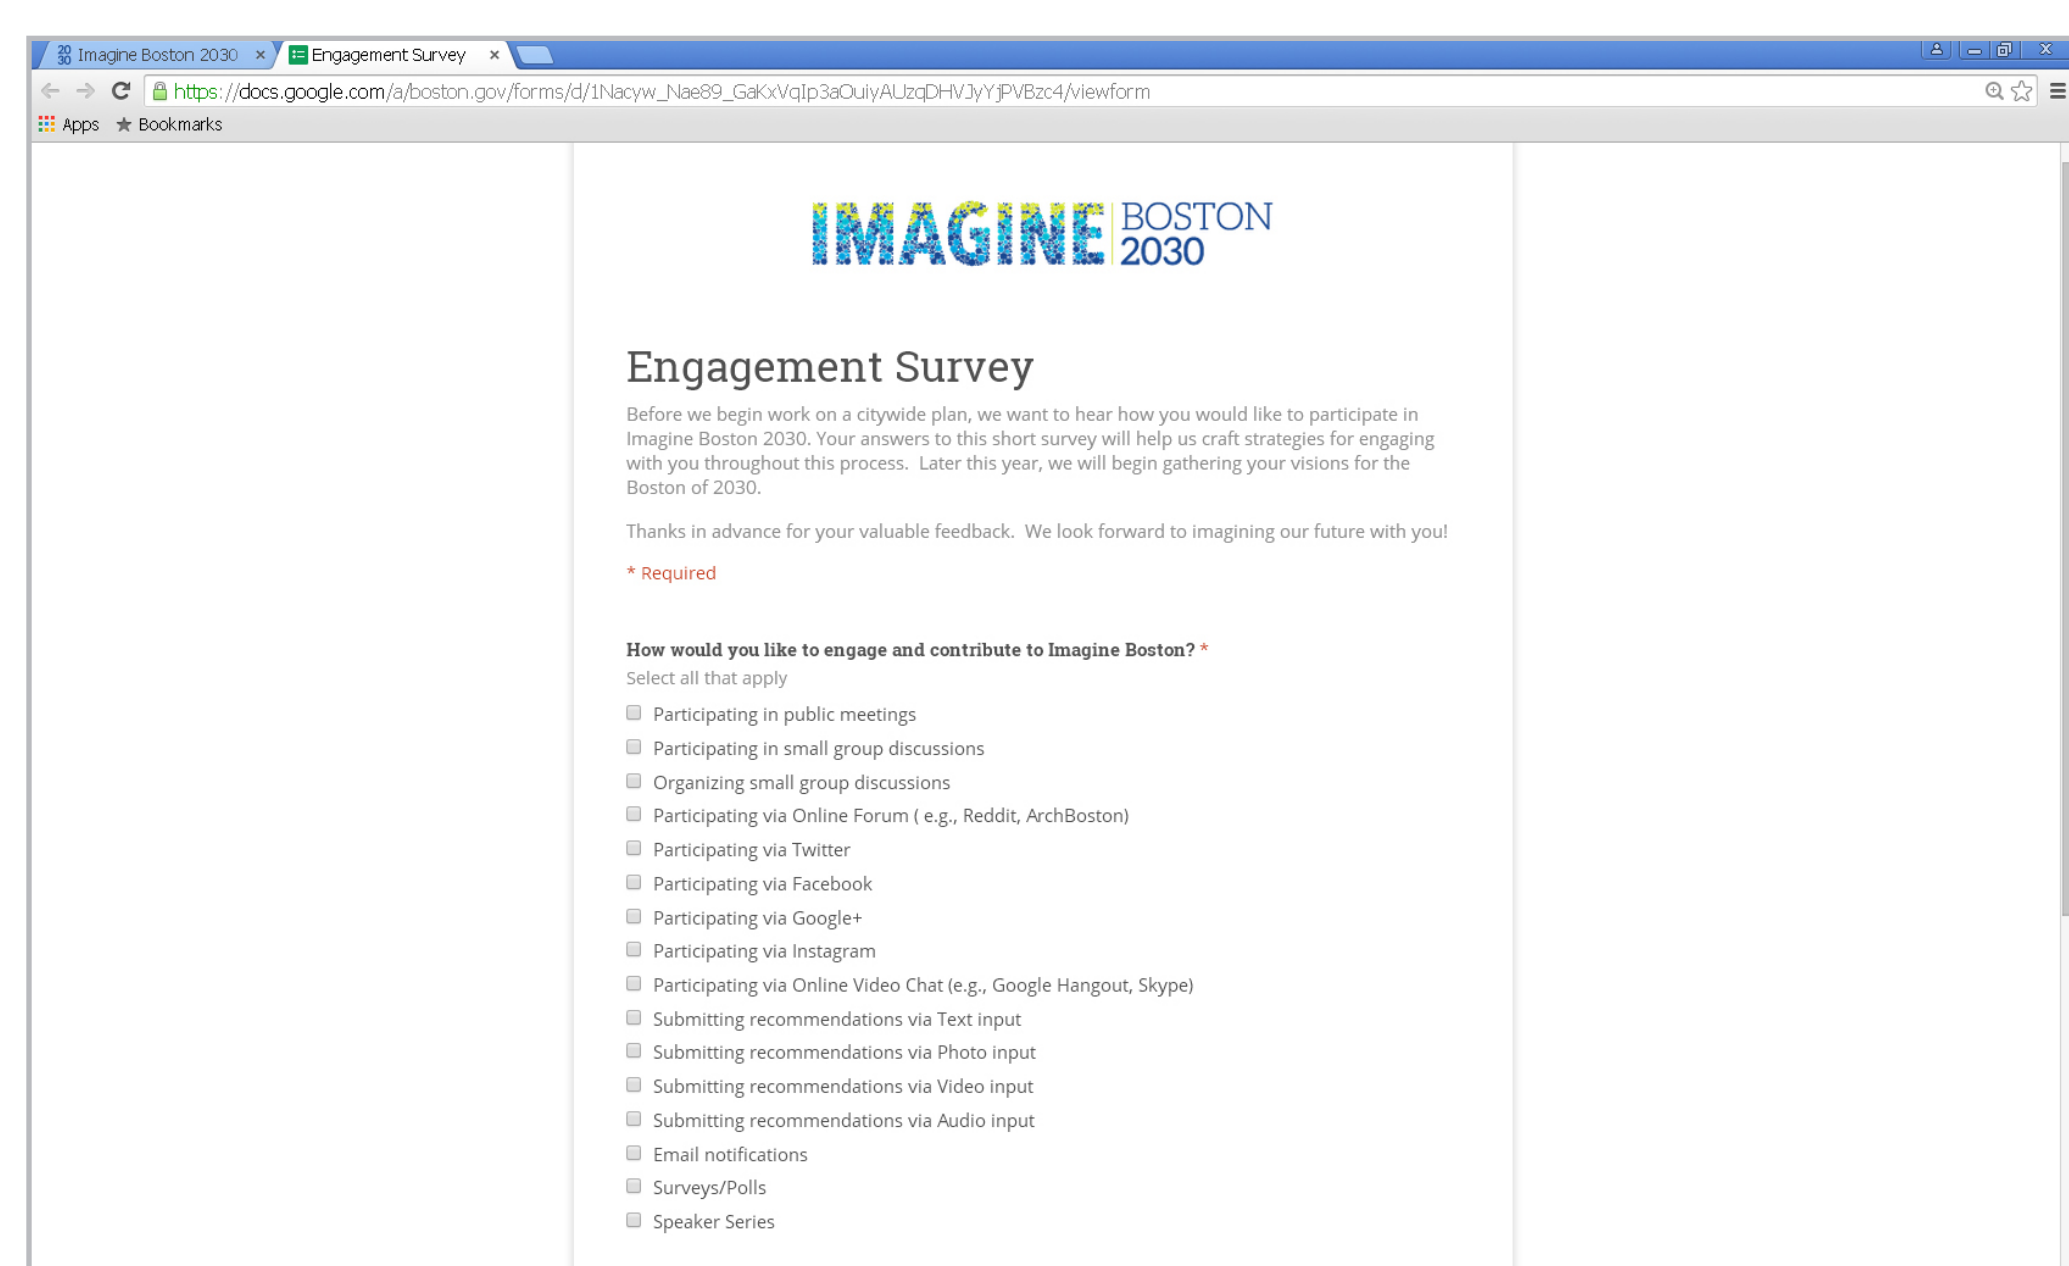 20 30 Imagine Boston 2030 × Engagement Survey ×
https://docs.google.com/a/boston.gov/forms/d/1Nacyw_Nae89_GaKxVqIp3aOuiyAUzqDHVJyYjPVBzc4/viewform
Apps Bookmarks
IMAGINE BOSTON
2030
Engagement Survey
Before we begin work on a citywide plan, we want to hear how you would like to participate in
Imagine Boston 2030. Your answers to this short survey will help us craft strategies for engaging
with you throughout this process. Later this year, we will begin gathering your visions for the
Boston of 2030.
Thanks in advance for your valuable feedback. We look forward to imagining our future with you!
* Required
How would you like to engage and contribute to Imagine Boston? *
Select all that apply
Participating in public meetings
Participating in small group discussions
Organizing small group discussions
Participating via Online Forum ( e.g., Reddit, ArchBoston)
Participating via Twitter
Participating via Facebook
Participating via Google+
Participating via Instagram
Participating via Online Video Chat (e.g., Google Hangout, Skype)
Submitting recommendations via Text input
Submitting recommendations via Photo input
Submitting recommendations via Video input
Submitting recommendations via Audio input
Email notifications
Surveys/Polls
Speaker Series